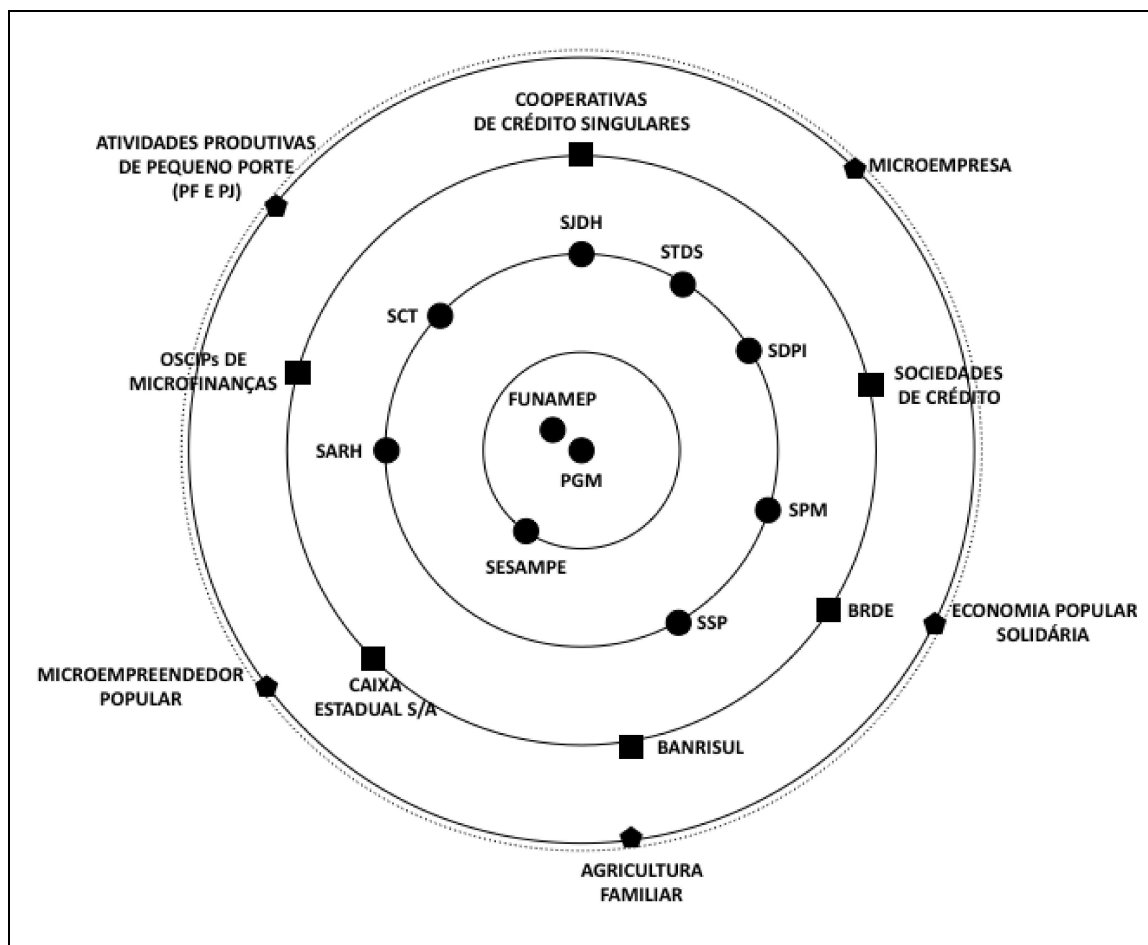 COOPERATIVAS
DE CRÉDITO SINGULARES
ATIVIDADES PRODUTIVAS
DE PEQUENO PORTE
(PF E PJ)
MICROEMPRESA
SJDH
STDS
SCT
SDPI
OSCIPs DE
MICROFINANÇAS
SOCIEDADES
DE CRÉDITO
FUNAMEP
SARH
PGM
SPM
SESAMPE
SSP
BRDE
ECONOMIA POPULAR
SOLIDÁRIA
MICROEMPREENDEDOR
POPULAR
CAIXA
ESTADUAL S/A
BANRISUL
AGRICULTURA
FAMILIAR